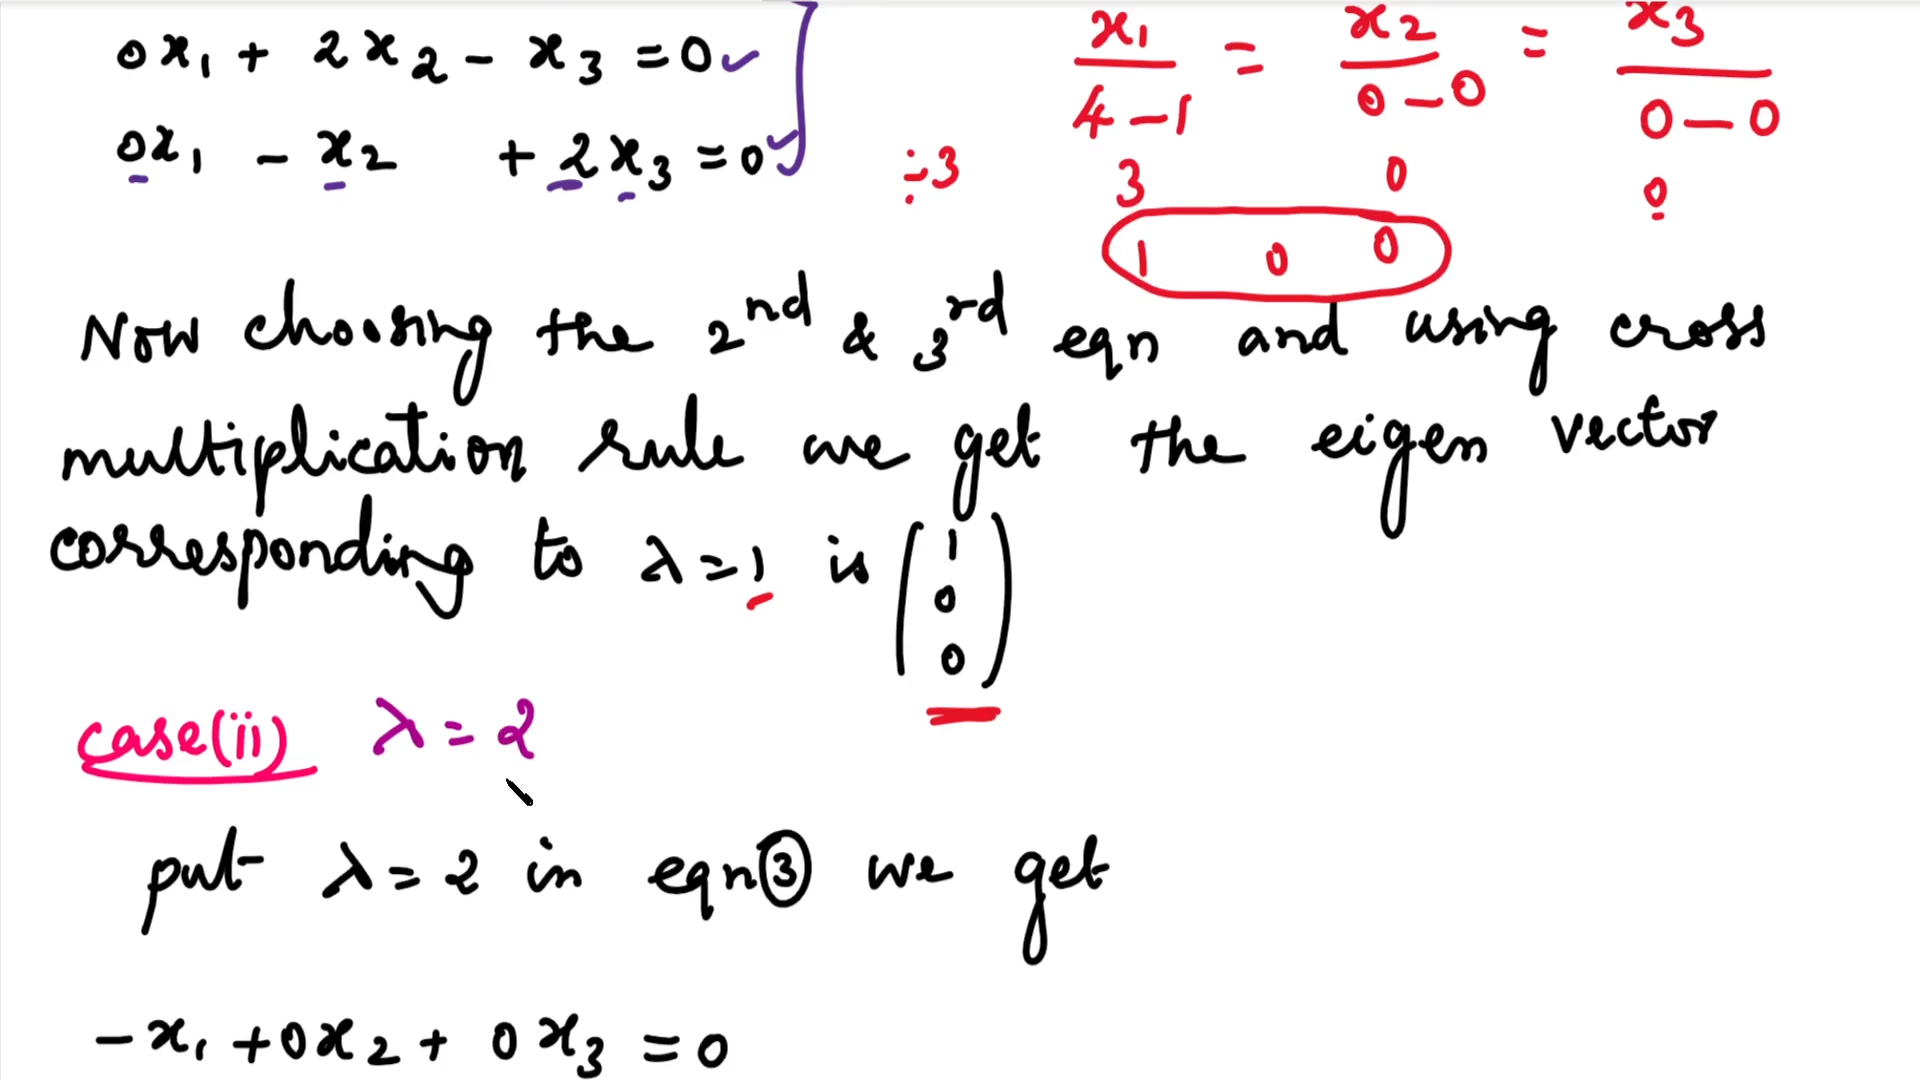 0x₁ + 2x₂ - x₃ = 0 ✓
0x₁ - x₂ + 2x₃ = 0 ✓
x₁/(4-1) = x₂/(0-0) = x₃/(0-0)
÷3 3 0 0
1 0 0
Now choosing the 2nd & 3rd eqn and using cross
multiplication rule we get the eigen vector
corresponding to λ=1 is (1 0 0)
case(ii) λ = 2
put λ = 2 in eqn ③ we get
-x₁ + 0x₂ + 0x₃ = 0